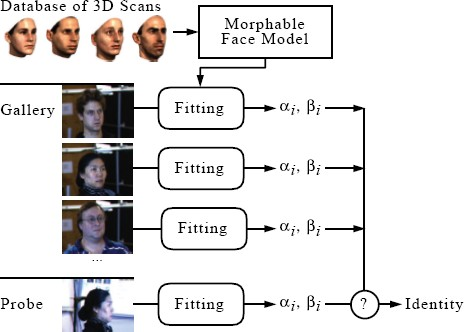 Database of 3D Scans
Morphable
Face Model
Gallery
Fitting
αi, βi
Fitting
αi, βi
Fitting
αi, βi
...
Probe
Fitting
αi, βi
?
Identity